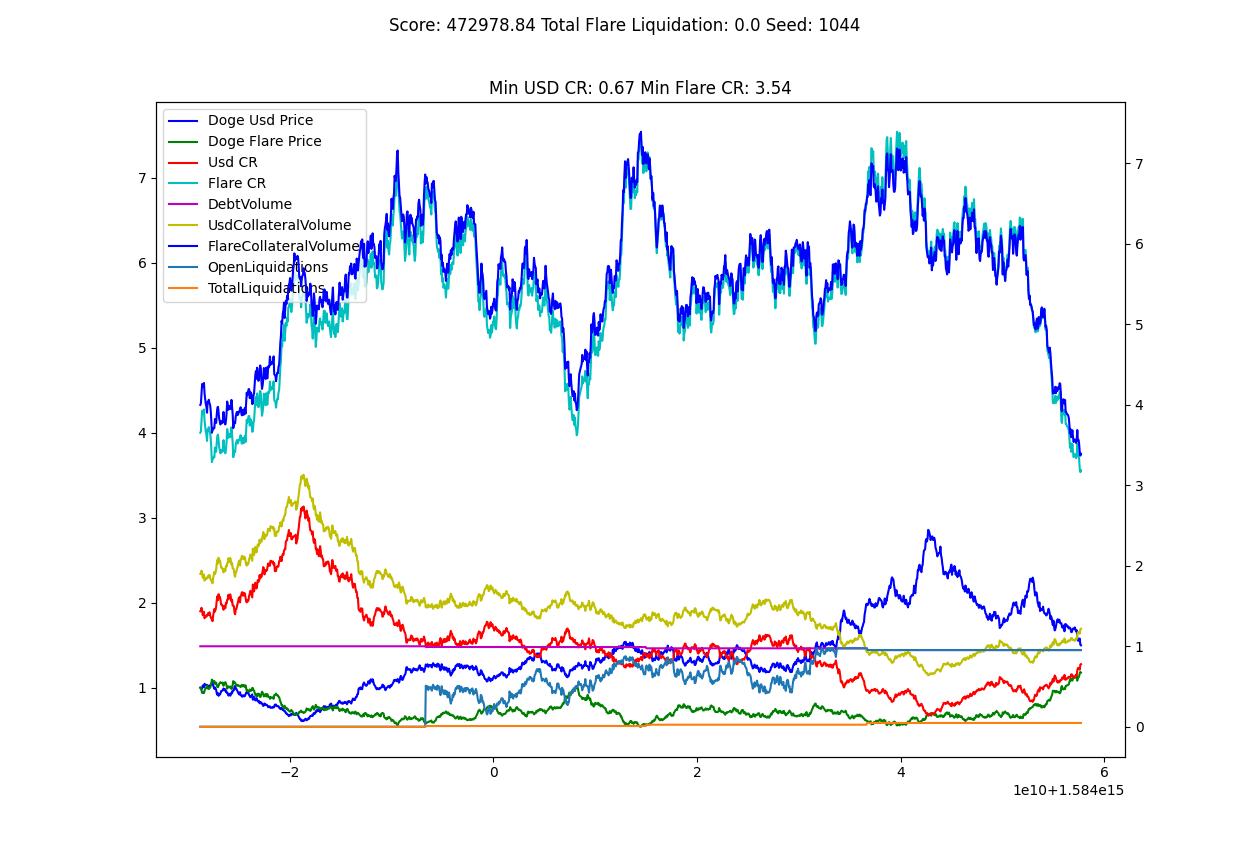 Score: 472978.84 Total Flare Liquidation: 0.0 Seed: 1044
Min USD CR: 0.67 Min Flare CR: 3.54
Doge Usd Price
Doge Flare Price
Usd CR
Flare CR
DebtVolume
UsdCollateralVolume
FlareCollateralVolume
OpenLiquidations
TotalLiquidations
7
6
5
4
3
2
1
7
6
5
4
3
2
1
0
−2
0
2
4
6
1e10+1.584e15